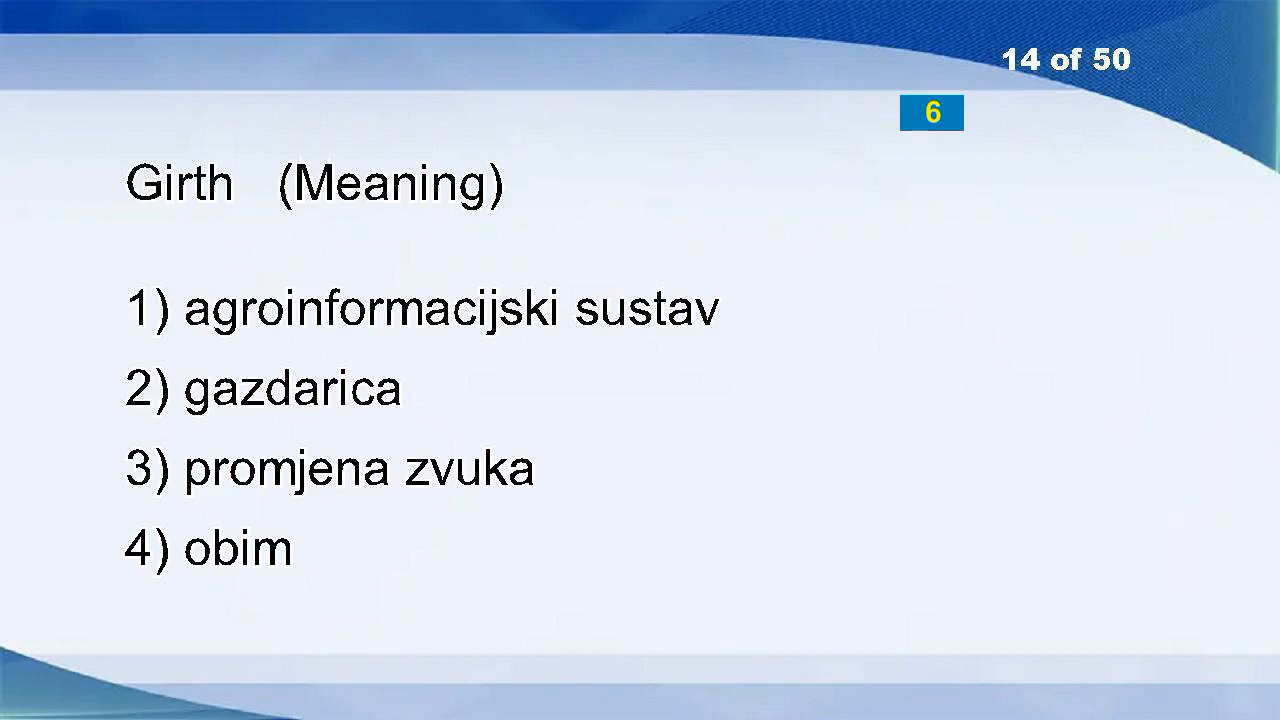 14 of 50
6
Girth (Meaning)
1) agroinformacijski sustav
2) gazdarica
3) promjena zvuka
4) obim